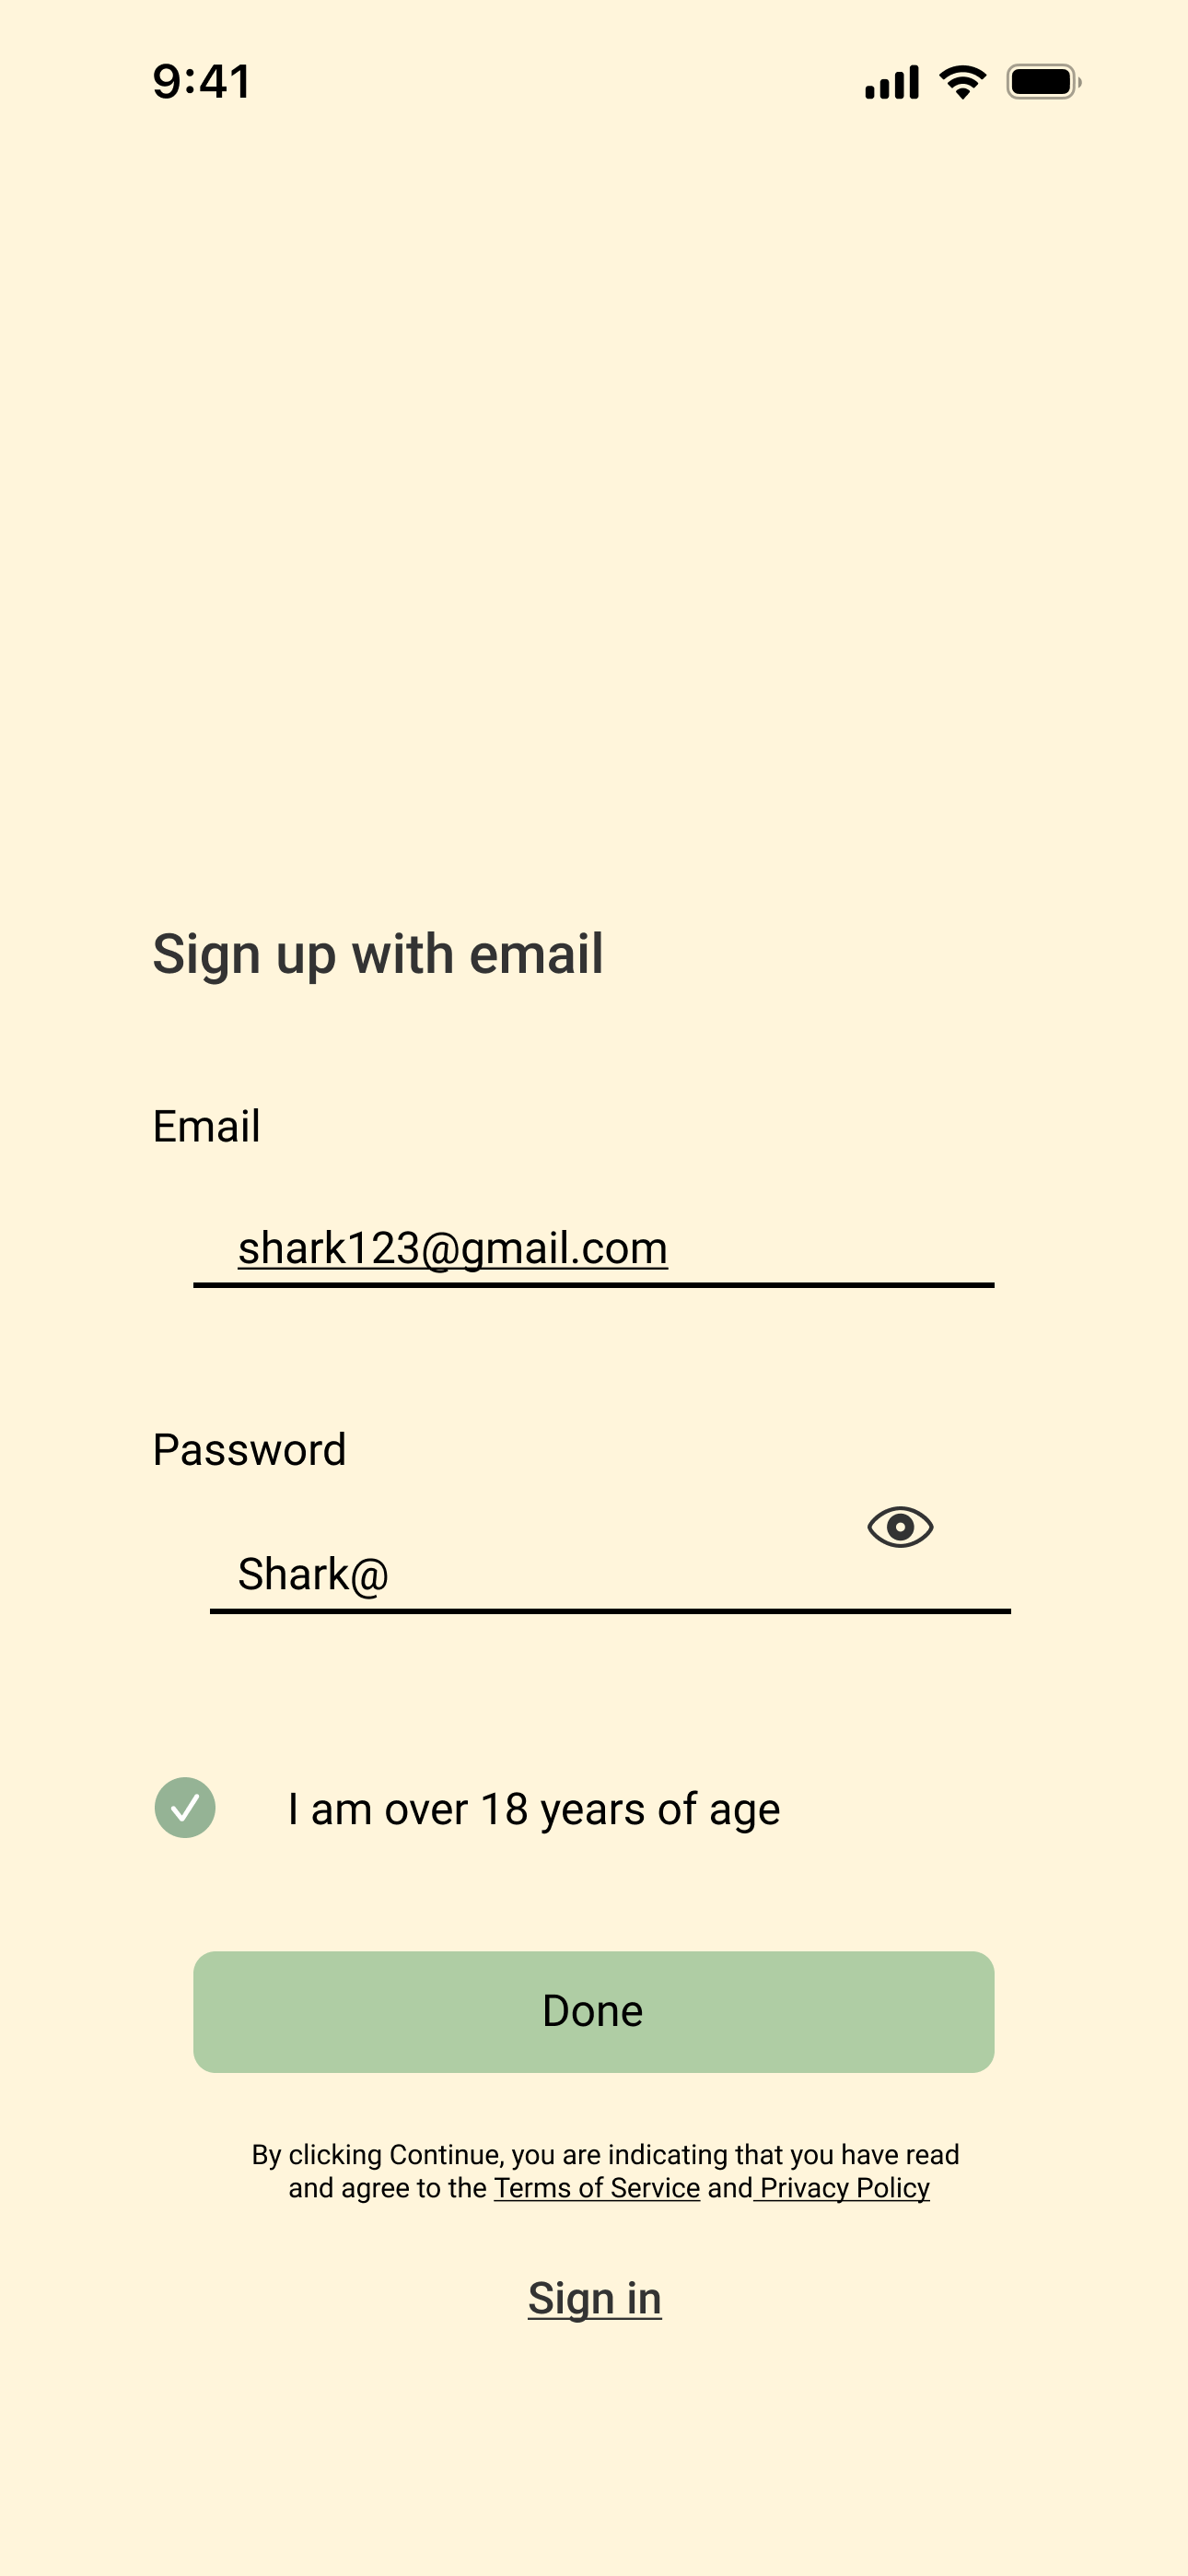 9:41
Sign up with email
Email
shark123@gmail.com
Password
Shark@
I am over 18 years of age
Done
By clicking Continue, you are indicating that you have read
and agree to the Terms of Service and Privacy Policy
Sign in